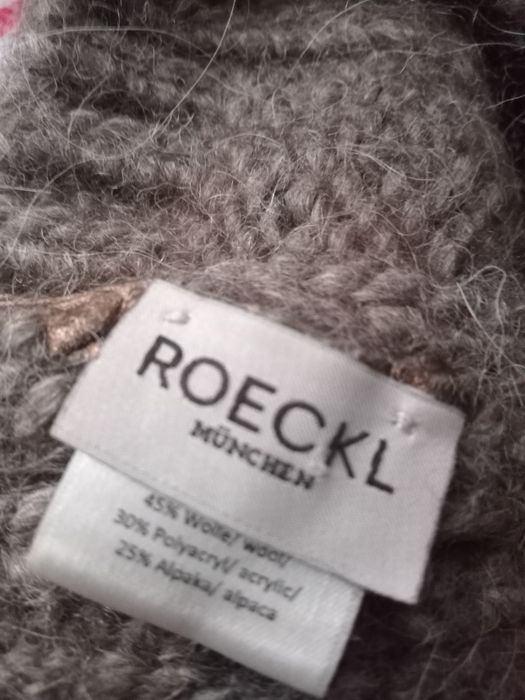 ROECKL
MÜNCHEN
45% Wolle/ wool/
30% Polyacryl/ acrylic/
25% Alpaka/ alpaca